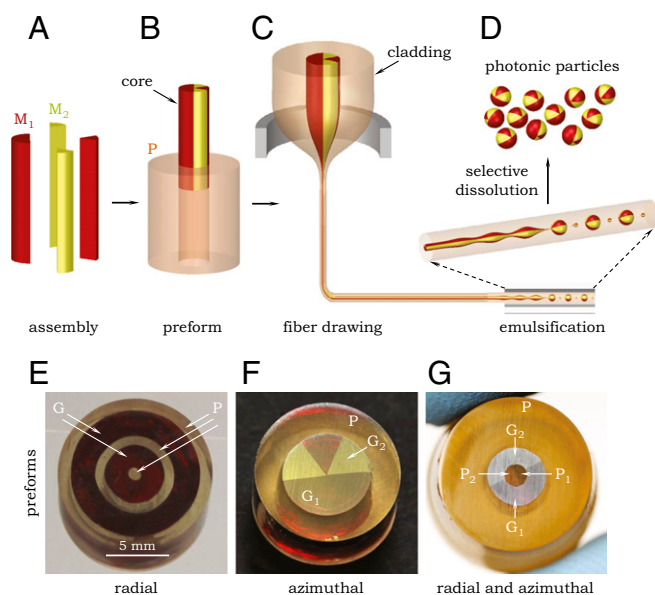 A
B
C
D
cladding
photonic particles
core
M1
M2
P
selective
dissolution
assembly
preform
fiber drawing
emulsification
E
F
G
preforms
G
P
5 mm
P
G2
G1
P
G2
P2
P1
G1
radial
azimuthal
radial and azimuthal